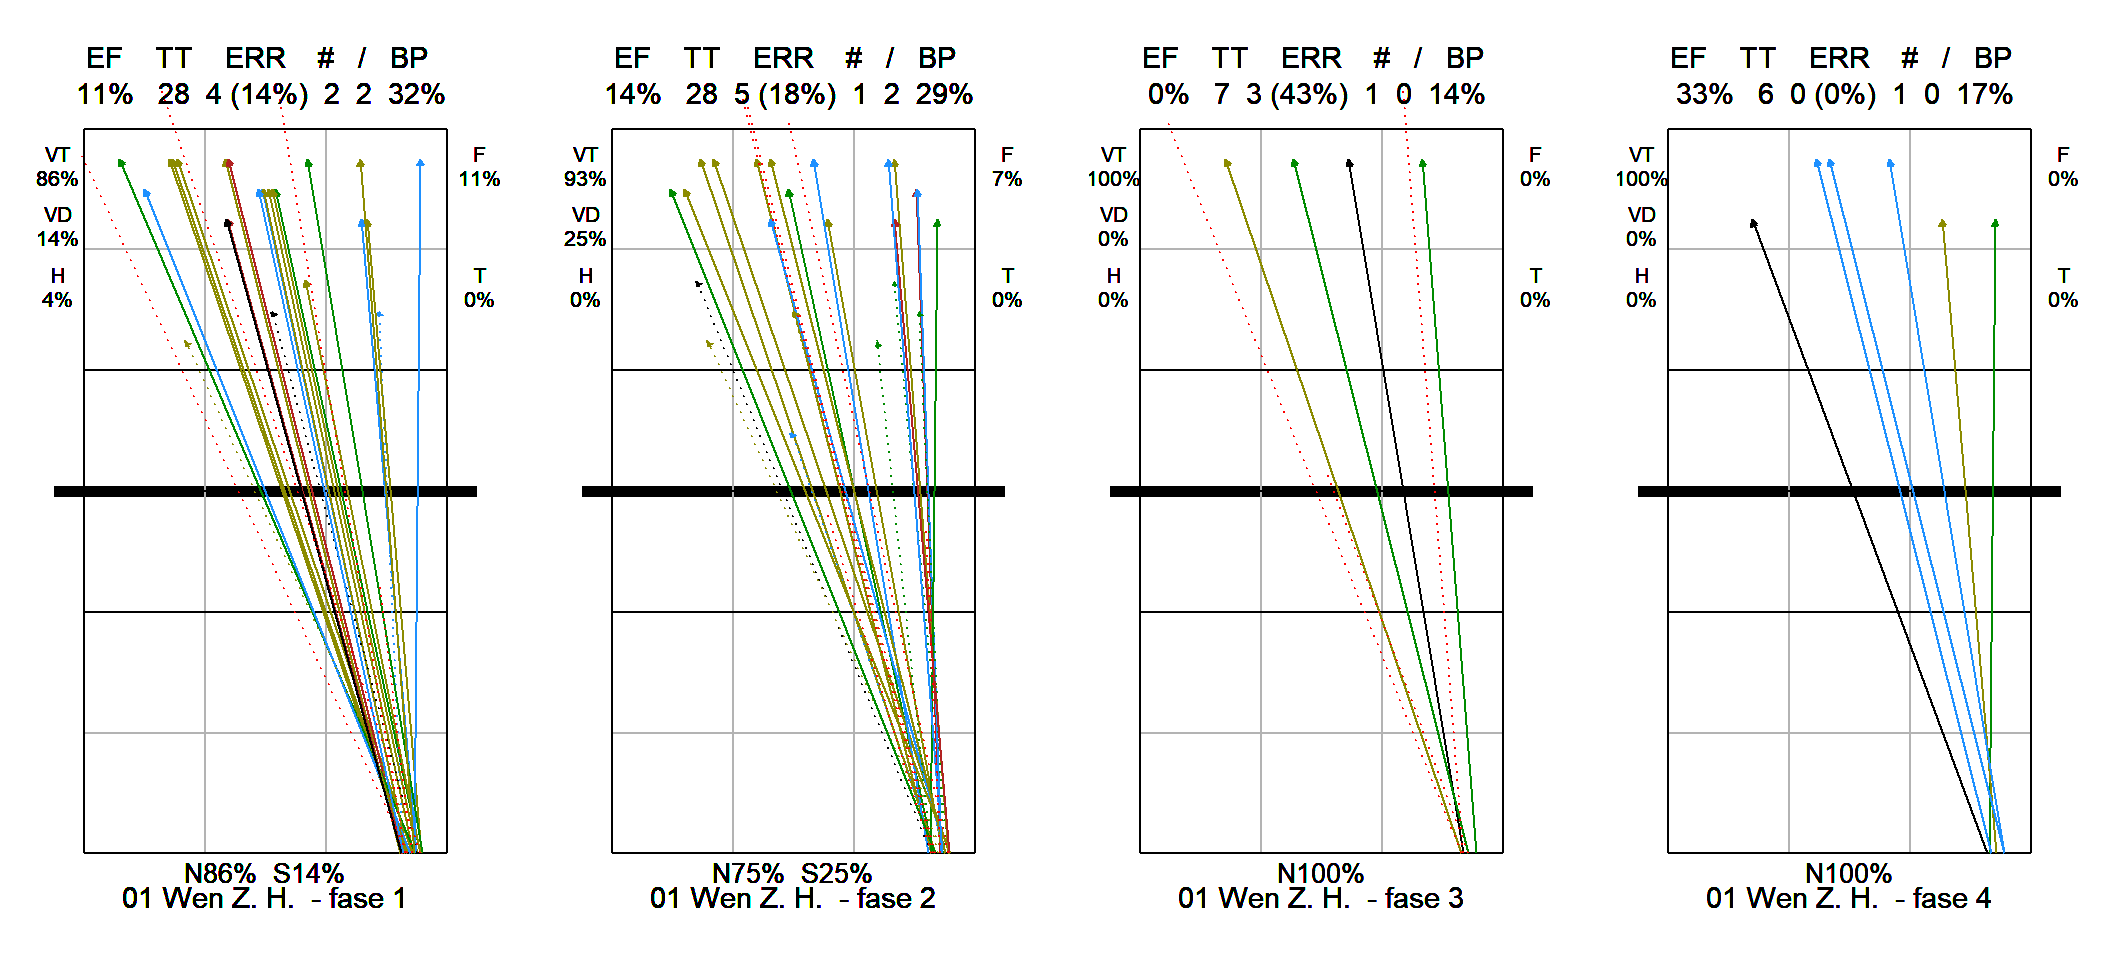 EF TT ERR # / BP
11% 28 4 (14%) 2 2 32%
VT
86%
VD
14%
H
4%
F
11%
T
0%
N86% S14%
01 Wen Z. H. - fase 1
EF TT ERR # / BP
14% 28 5 (18%) 1 2 29%
VT
93%
VD
25%
H
0%
F
7%
T
0%
N75% S25%
01 Wen Z. H. - fase 2
EF TT ERR # / BP
0% 7 3 (43%) 1 0 14%
VT
100%
VD
0%
H
0%
F
0%
T
0%
N100%
01 Wen Z. H. - fase 3
EF TT ERR # / BP
33% 6 0 (0%) 1 0 17%
VT
100%
VD
0%
H
0%
F
0%
T
0%
N100%
01 Wen Z. H. - fase 4